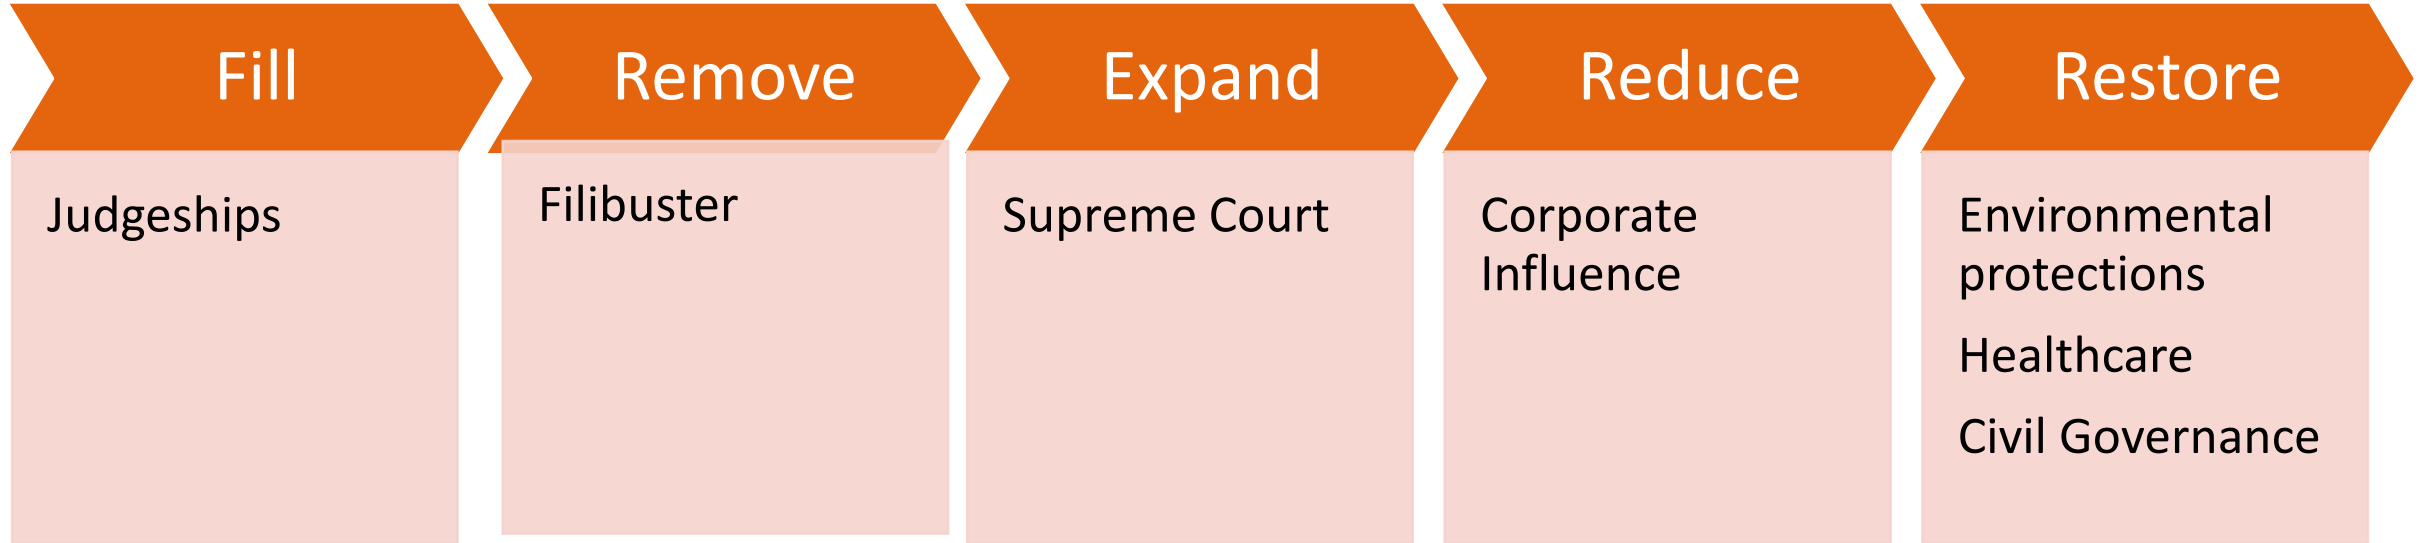 Fill
Remove
Expand
Reduce
Restore
Judgeships
Filibuster
Supreme Court
Corporate
Influence
Environmental
protections
Healthcare
Civil Governance